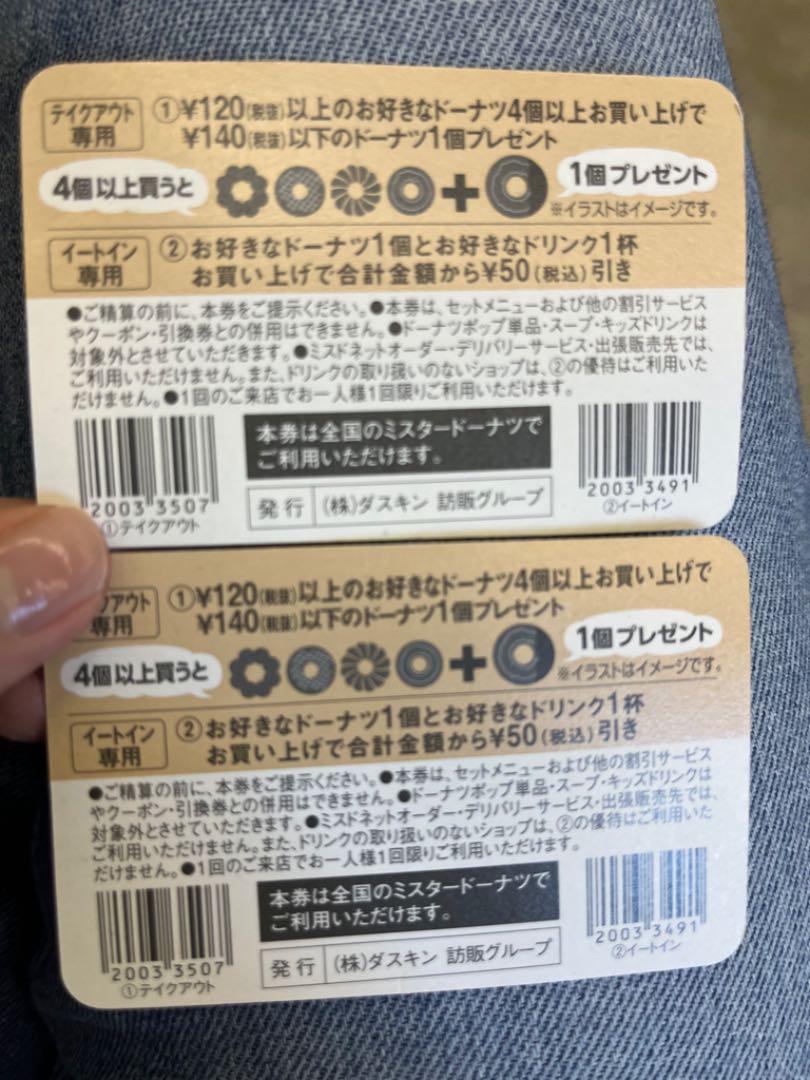 テイクアウト専用
①¥120(税抜)以上のお好きなドーナツ4個以上お買い上げで
¥140(税抜)以下のドーナツ1個プレゼント
4個以上買うと
1個プレゼント
※イラストはイメージです。
イートイン専用
②お好きなドーナツ1個とお好きなドリンク1杯
お買い上げで合計金額から¥50(税込)引き
●ご精算の前に、本券をご提示ください。●本券は、セットメニューおよび他の割引サービス
やクーポン・引換券との併用はできません。●ドーナツポップ単品・スープ・キッズドリンクは
対象外とさせていただきます。●ミスドネットオーダー・デリバリーサービス・出張販売先では、
ご利用いただけません。また、ドリンクの取り扱いのないショップは、②の優待はご利用いた
だけません。●1回のご来店でお一人様1回限りご利用いただけます。
本券は全国のミスタードーナツで
ご利用いただけます。
発行 (株)ダスキン 訪販グループ
2003 3507
①テイクアウト
2003 3491
②イートイン
クアウト専用
①¥120(税抜)以上のお好きなドーナツ4個以上お買い上げで
¥140(税抜)以下のドーナツ1個プレゼント
4個以上買うと
1個プレゼント
※イラストはイメージです。
イートイン専用
②お好きなドーナツ1個とお好きなドリンク1杯
お買い上げで合計金額から¥50(税込)引き
●ご精算の前に、本券をご提示ください。●本券は、セットメニューおよび他の割引サービス
やクーポン・引換券との併用はできません。●ドーナツポップ単品・スープ・キッズドリンクは
対象外とさせていただきます。●ミスドネットオーダー・デリバリーサービス・出張販売先では、
ご利用いただけません。また、ドリンクの取り扱いのないショップは、②の優待はご利用いた
だけません。●1回のご来店でお一人様1回限りご利用いただけます。
本券は全国のミスタードーナツで
ご利用いただけます。
発行 (株)ダスキン 訪販グループ
2003 3507
①テイクアウト
2003 3491
②イートイン